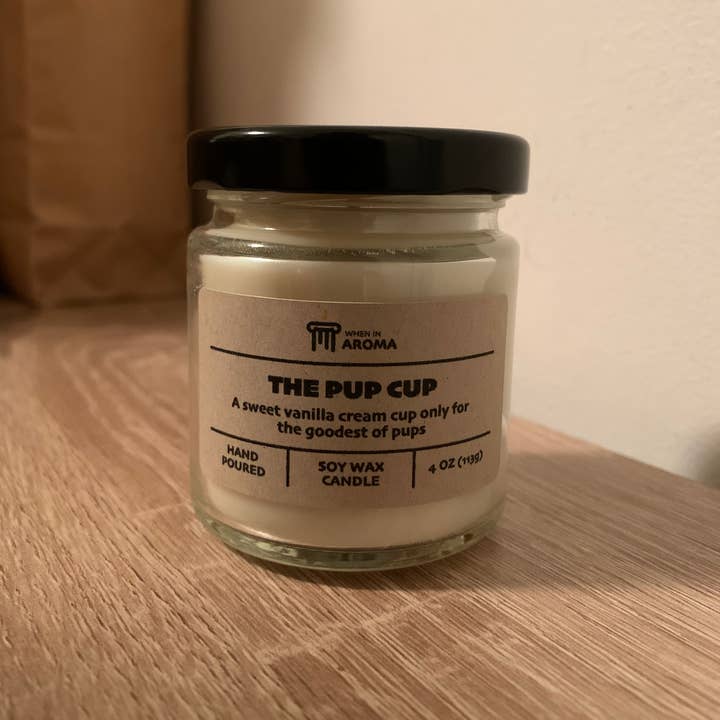 WHEN IN
AROMA
THE PUP CUP
A sweet vanilla cream cup only for
the goodest of pups
HAND
POURED
SOY WAX
CANDLE
4 OZ (113g)